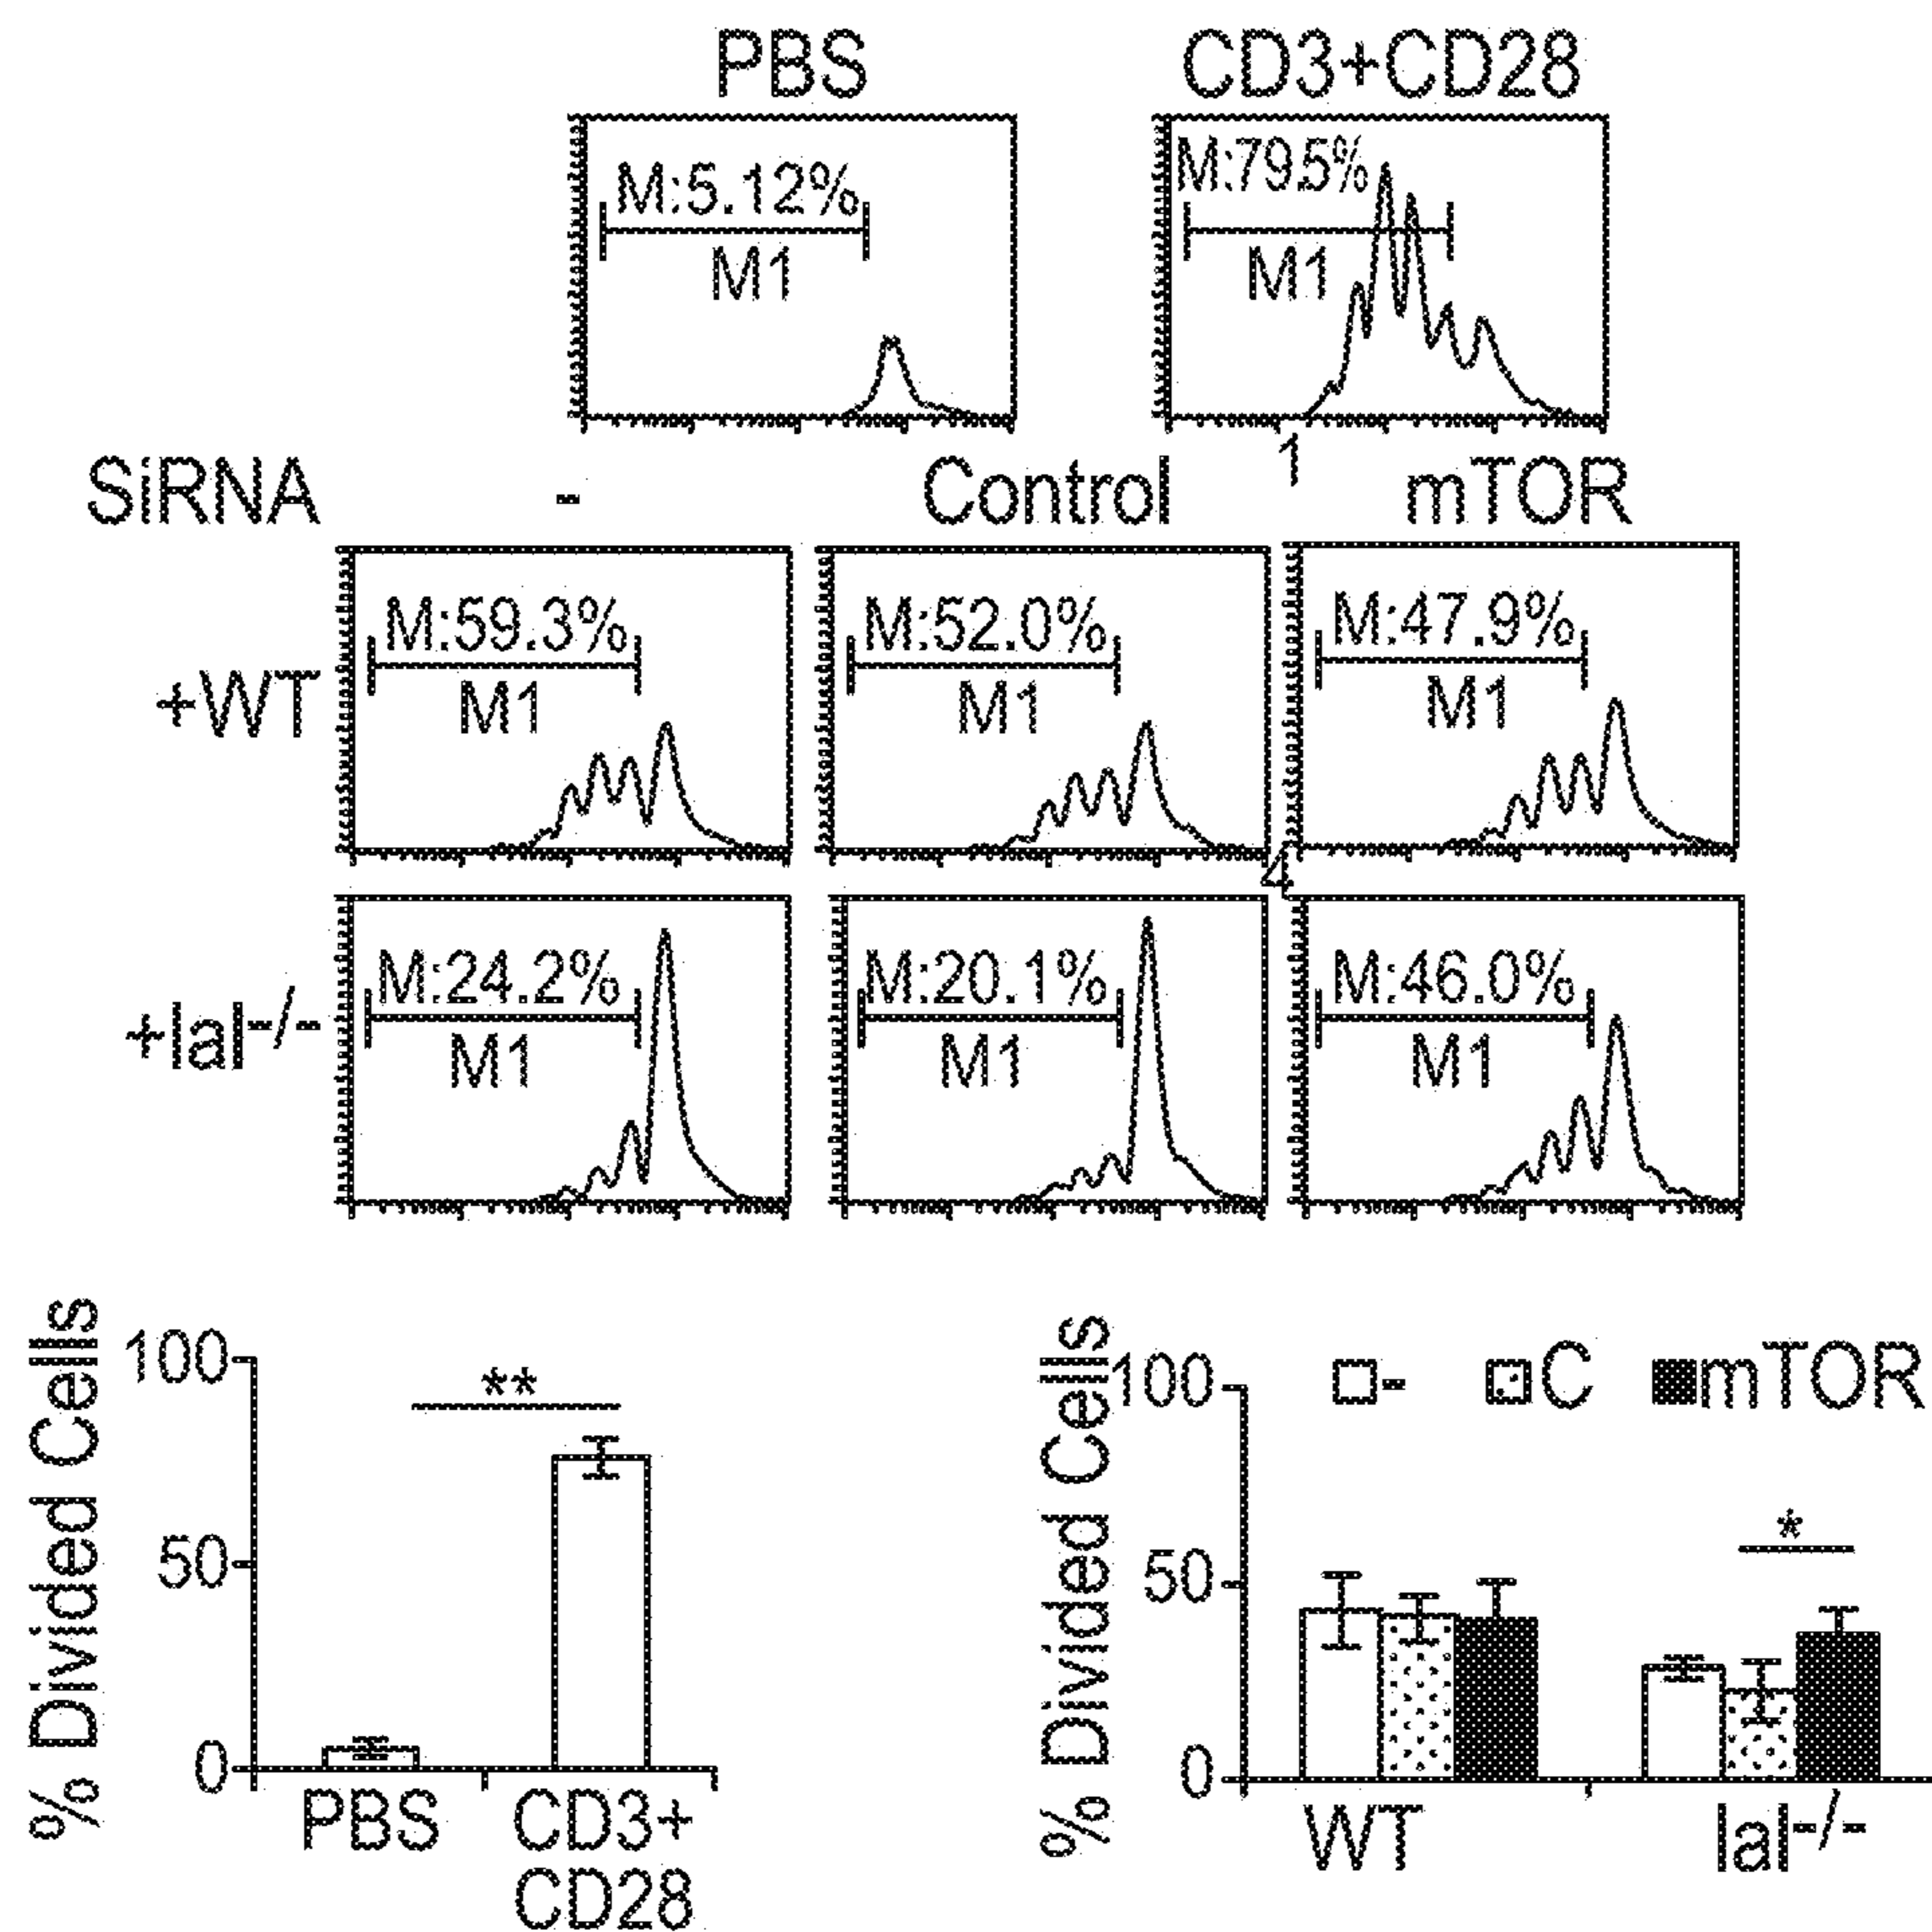 PBS CD3+CD28
M:5.12% M:79.5%
M1 M1
1
SiRNA - Control mTOR
M:59.3% M:52.0% M:47.9%
+WT M1 M1 M1
4
M:24.2% M:20.1% M:46.0%
+lal-/- M1 M1 M1
% Divided Cells
100
50
0
**
PBS CD3+
CD28
% Divided Cells
100
50
0
- C mTOR
*
WT lal-/-